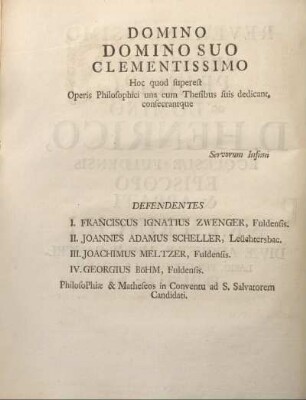 DOMINO
DOMINO SUO
CLEMENTISSIMO
Hoc quod superest
Operis Philosophici una cum Thesibus suis dedicant,
consecrantque
Servorum Infimi
DEFENDENTES
I. FRANCISCUS IGNATIUS ZWENGER, Fuldensis.
II. JOANNES ADAMUS SCHELLER,
III. JOACHIMUS MELTZER, Fuldensis.
IV. GEORGIUS BöHM, Fuldensis.
PhilosoPhiæ & Matheseos in Conventu ad S. Salvatorem
Candidati.